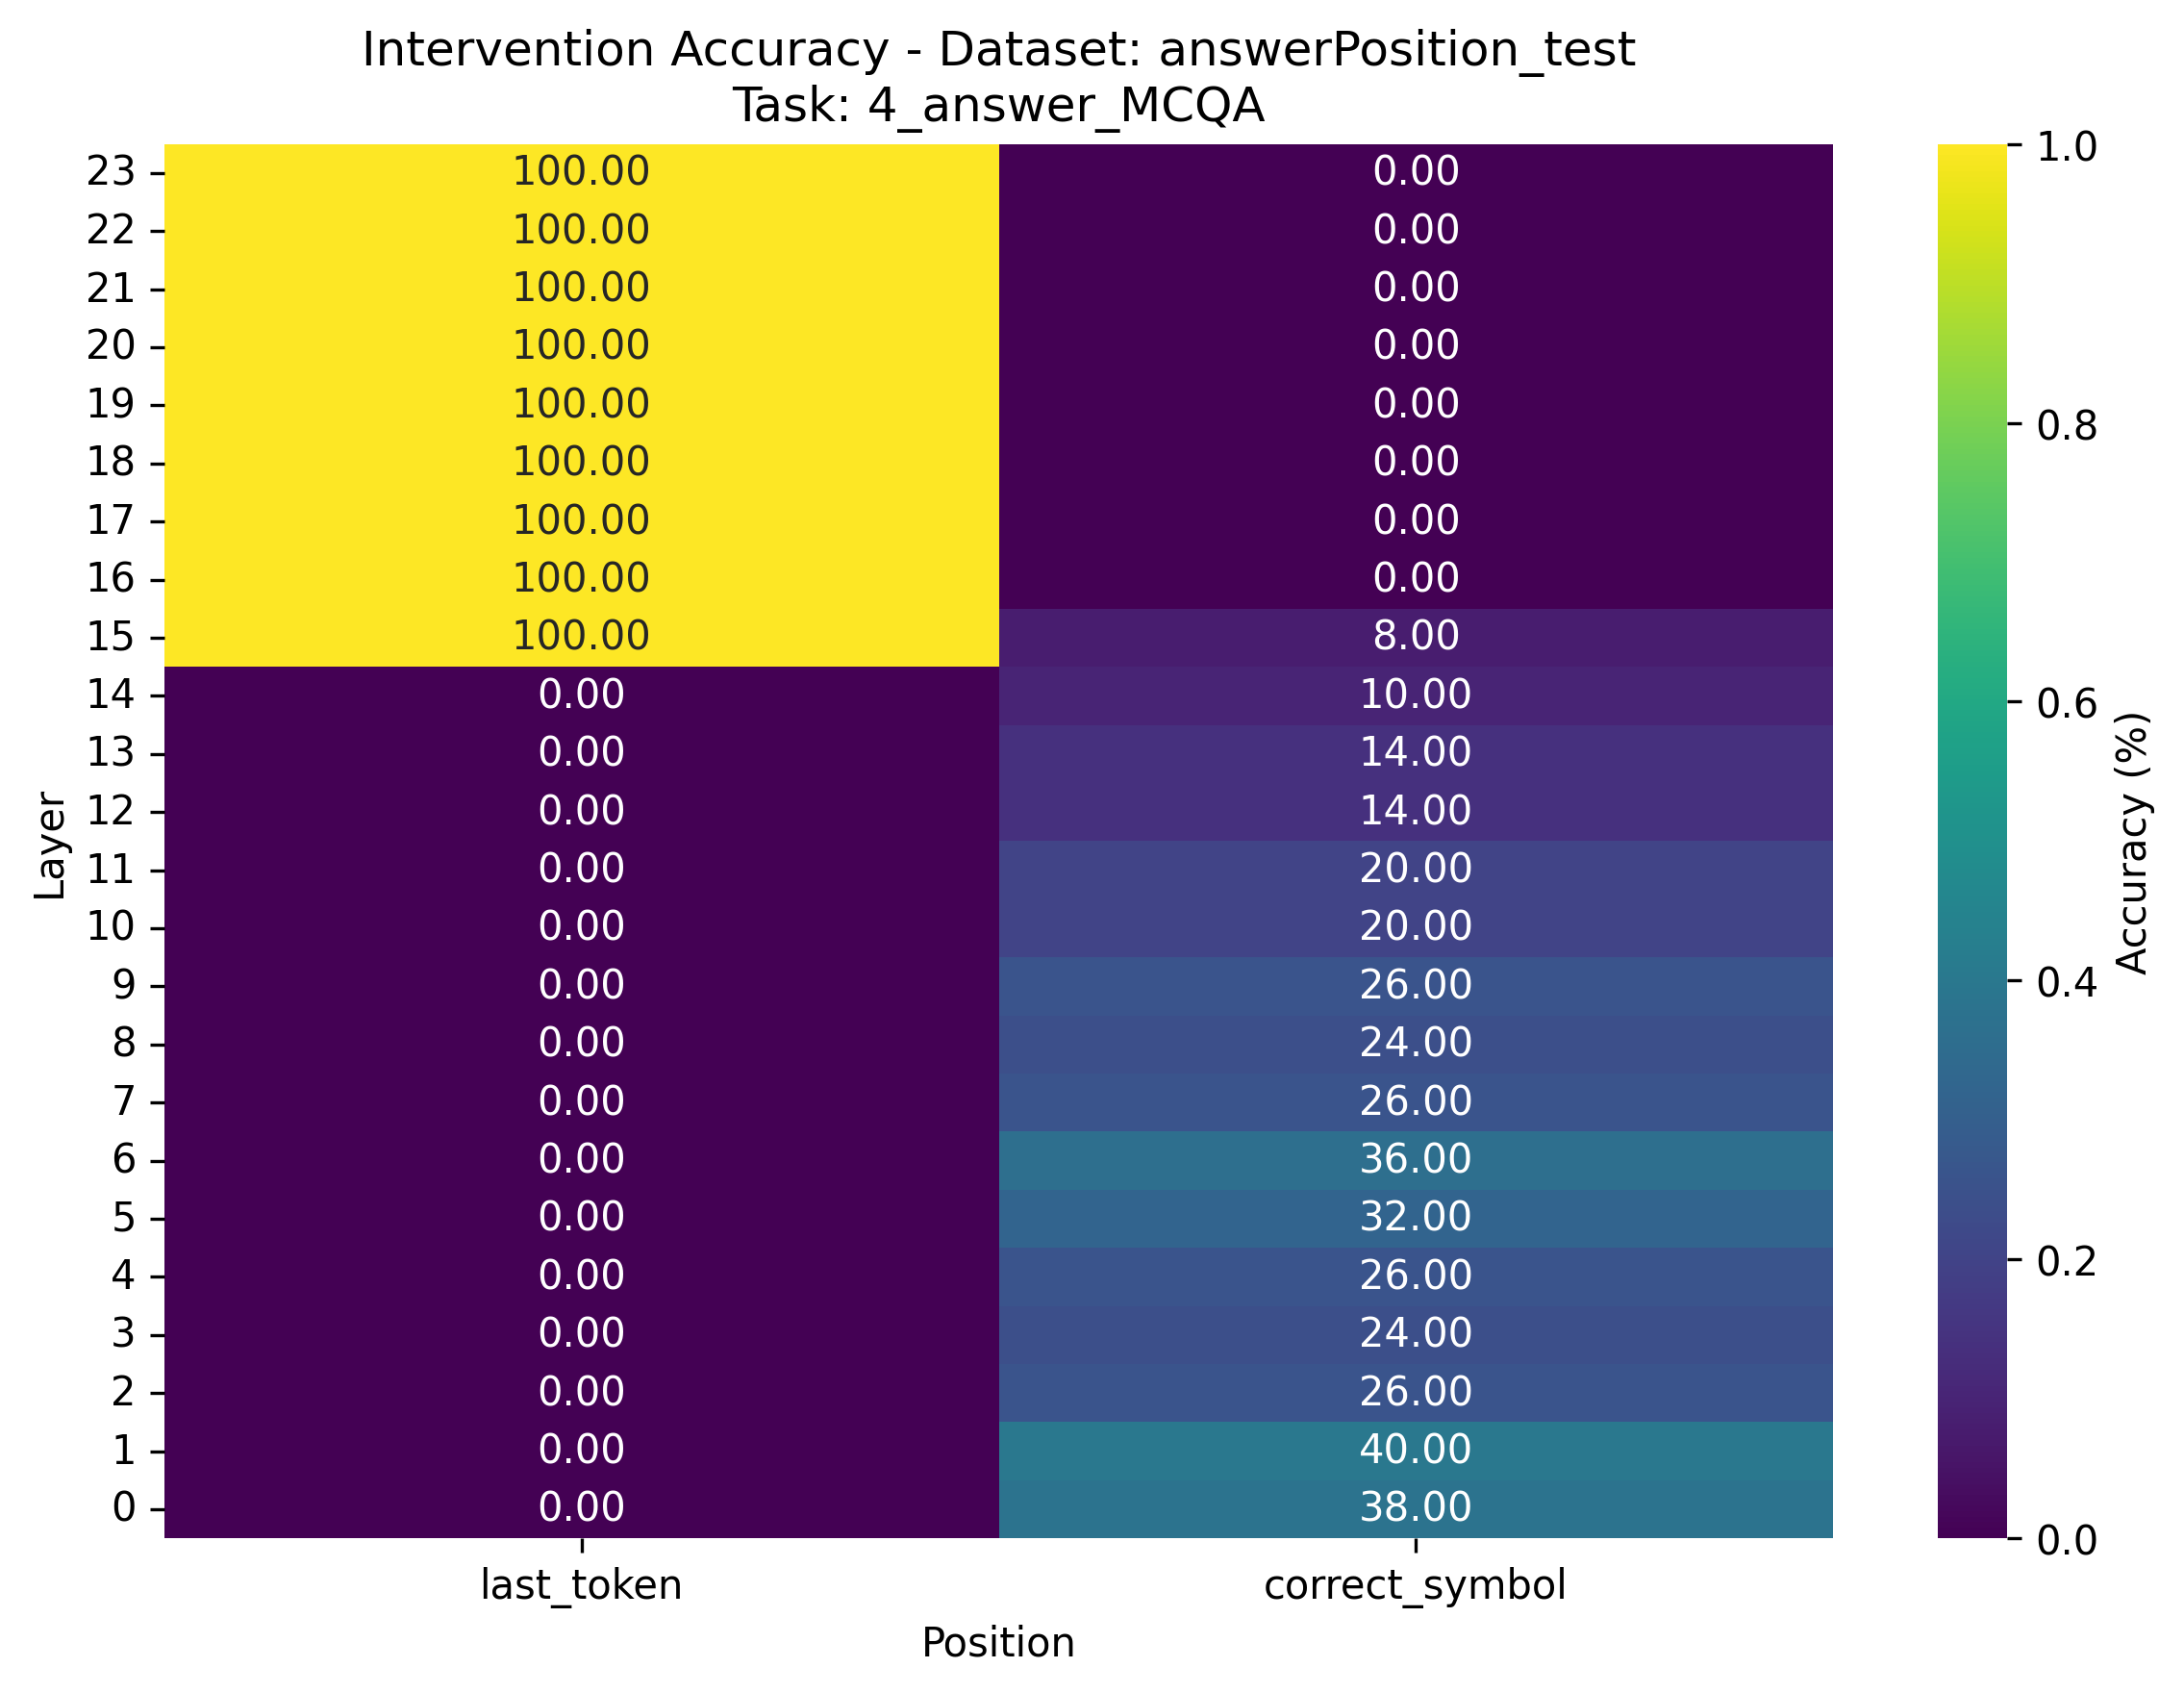 Intervention Accuracy - Dataset: answerPosition_test
Task: 4_answer_MCQA
23 100.00 0.00 1.0
22 100.00 0.00
21 100.00 0.00
20 100.00 0.00
19 100.00 0.00
18 100.00 0.00
17 100.00 0.00
16 100.00 0.00
15 100.00 8.00
14 0.00 10.00
13 0.00 14.00
12 0.00 14.00
11 0.00 20.00
10 0.00 20.00
9 0.00 26.00
8 0.00 24.00
7 0.00 26.00
6 0.00 36.00
5 0.00 32.00
4 0.00 26.00
3 0.00 24.00
2 0.00 26.00
1 0.00 40.00
0 0.00 38.00
0.8
0.6
0.4
0.2
0.0
Layer
Accuracy (%)
last_token correct_symbol
Position